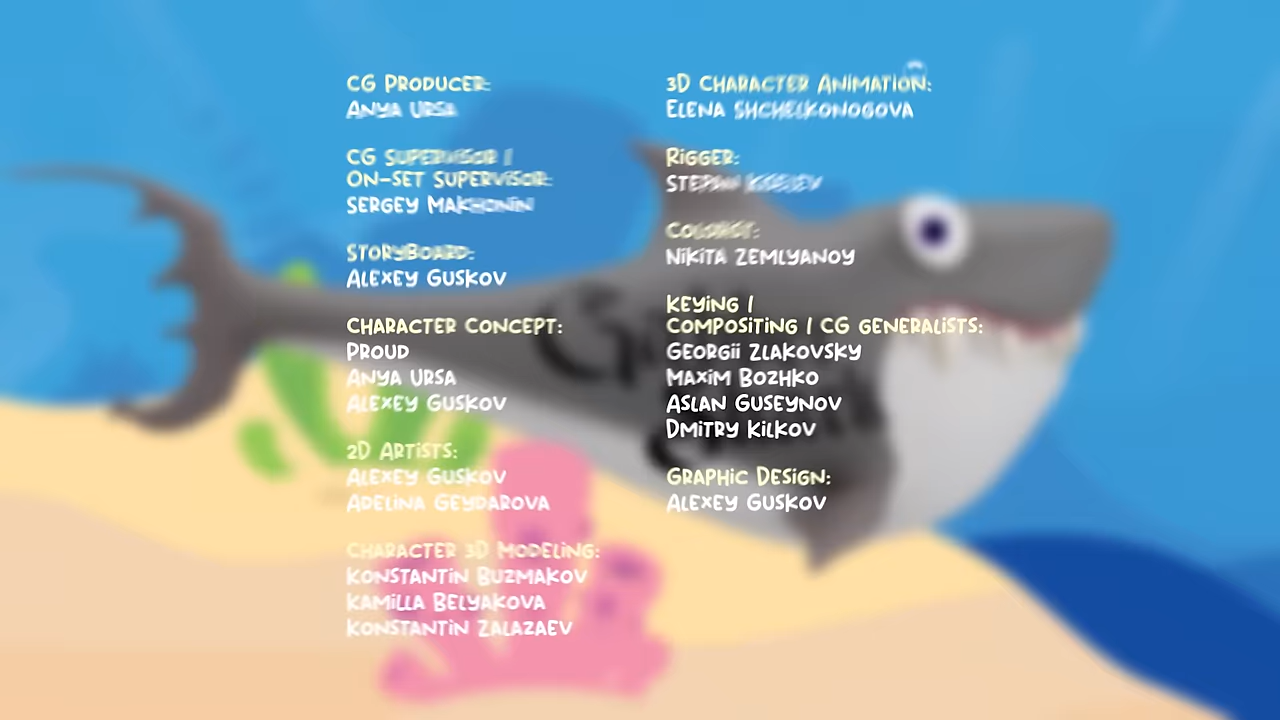 CG Producer:
Anya Ursa
CG Supervisor |
On-Set Supervisor:
Sergey Makhonin
Storyboard:
Alexey Guskov
Character Concept:
Proud
Anya Ursa
Alexey Guskov
2D Artists:
Alexey Guskov
Adelina Geydarova
Character 3D Modeling:
Konstantin Buzmakov
Kamilla Belyakova
Konstantin Zalazaev
3D Character Animation:
Elena Shchelkonogova
Rigger:
Stepan Kiselev
Colorist:
Nikita Zemlyanoy
Keying |
Compositing | CG Generalists:
Georgii Zlakovsky
Maxim Bozhko
Aslan Guseynov
Dmitry Kilkov
Graphic Design:
Alexey Guskov